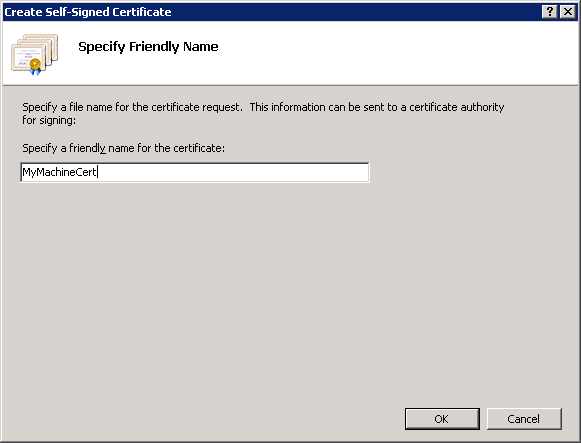 Create Self-Signed Certificate
Specify Friendly Name
Specify a file name for the certificate request.  This information can be sent to a certificate authority
for signing:
Specify a friendly name for the certificate:
MyMachineCert
OK
Cancel